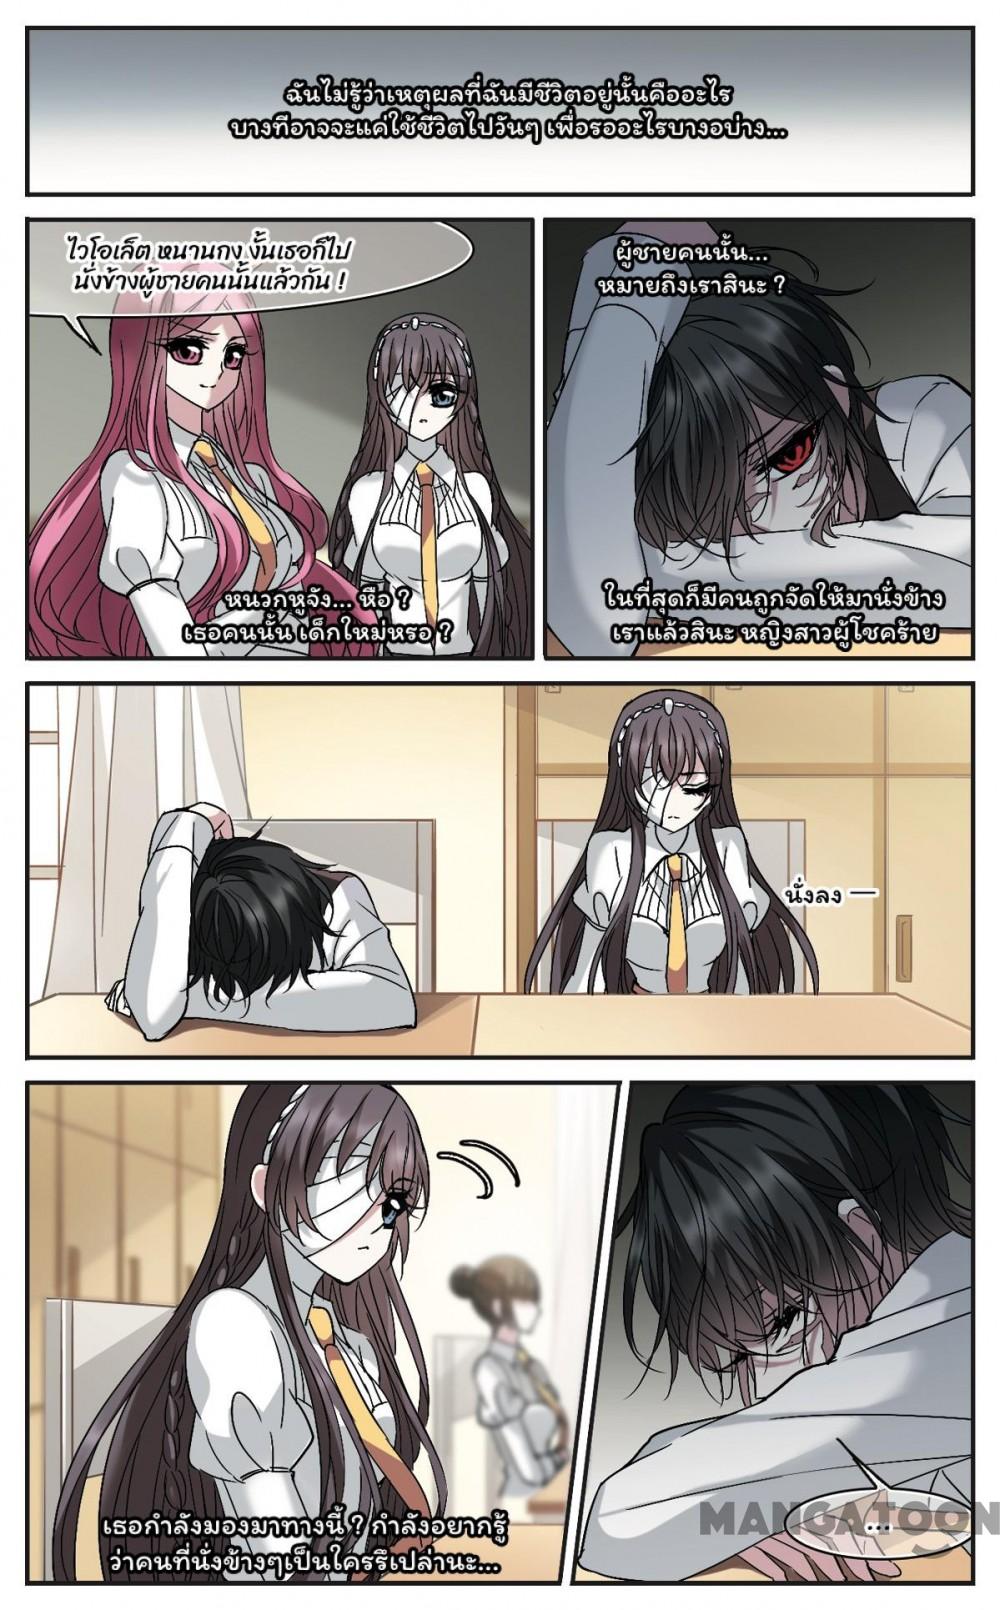 ฉันไม่รู้ว่าเหตุผลที่ฉันมีชีวิตอยู่นั้นคืออะไร
บางทีอาจจะแค่ใช้ชีวิตไปวันๆ เพื่อรออะไรบางอย่าง...
ไวโอเล็ต หนานกง งั้นเธอก็ไป
นั่งข้างผู้ชายคนนั้นแล้วกัน !
หนวกหูจัง... หือ ?
เธอคนนั้น เด็กใหม่หรอ ?
ผู้ชายคนนั้น...
หมายถึงเราสินะ ?
ในที่สุดก็มีคนถูกจัดให้มานั่งข้าง
เราแล้วสินะ หญิงสาวผู้โชคร้าย
นั่งลง —
เธอกำลังมองมาทางนี้ ? กำลังอยากรู้
ว่าคนที่นั่งข้างๆเป็นใครรึเปล่านะ...
...
MANGATOON